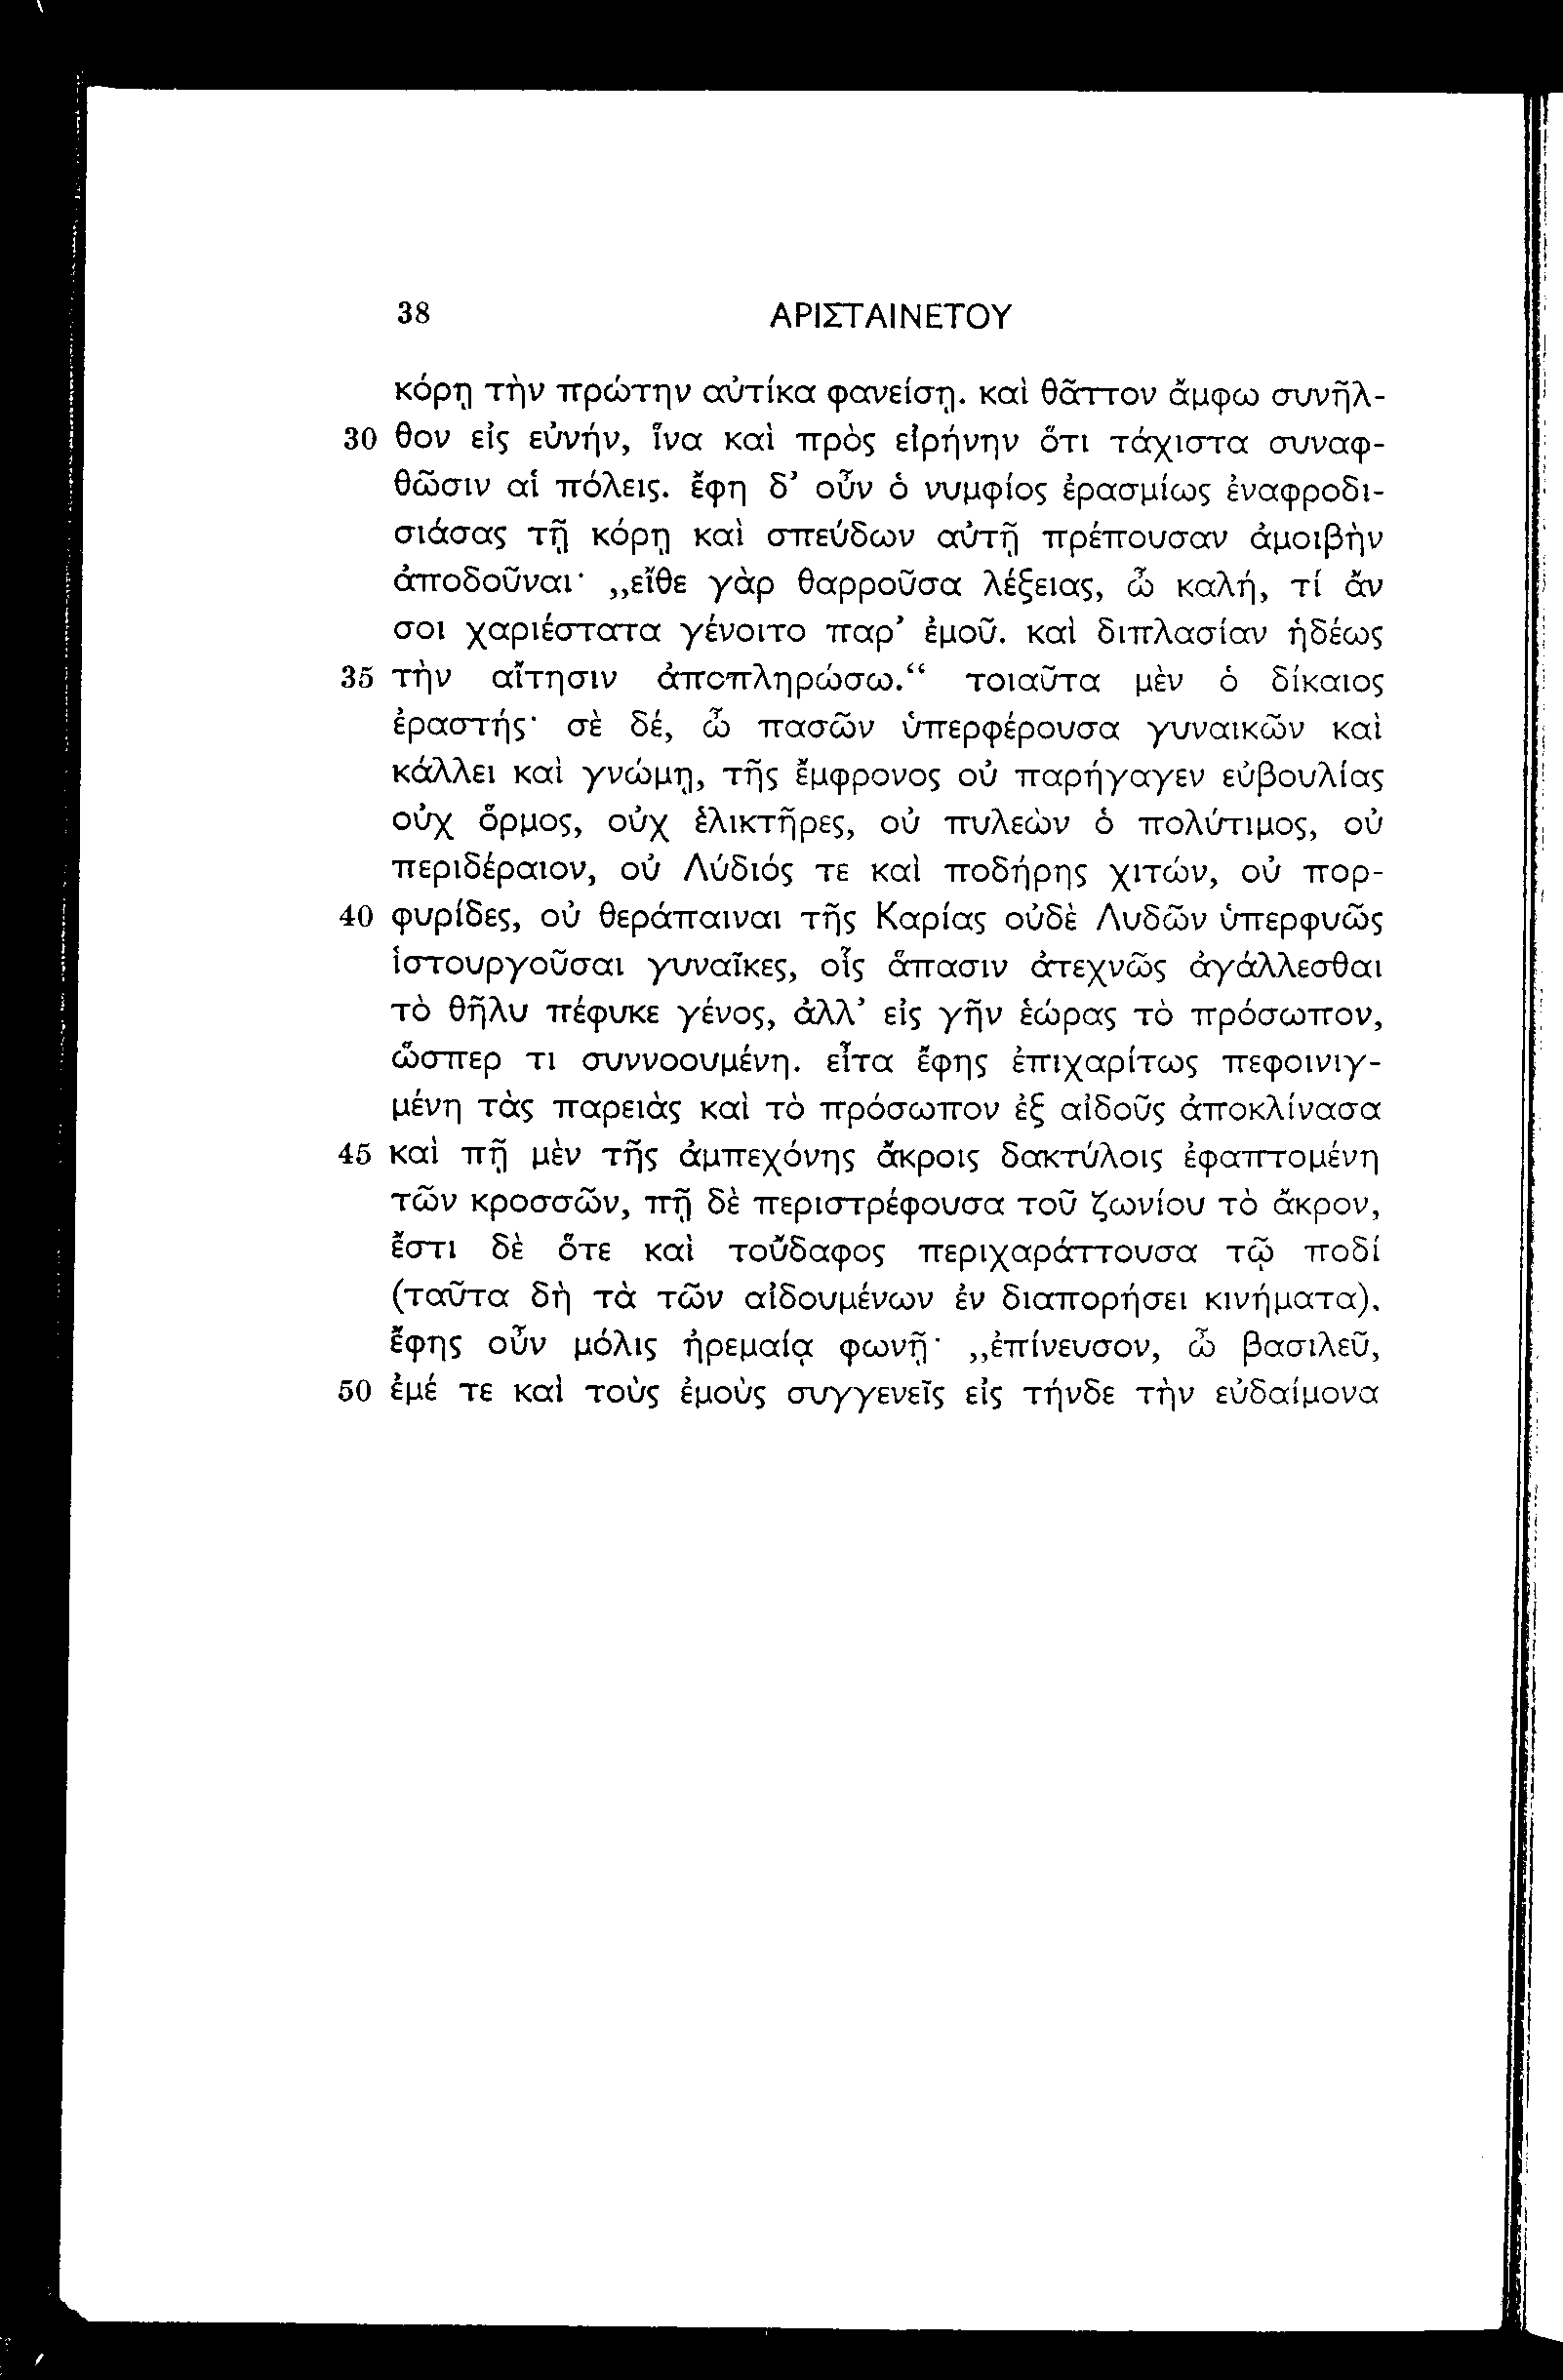 38 ΑΡΙΣΤΑΙΝΕΤΟΥ
κόρῃ τὴν πρώτην αὐτίκα φανείσῃ. καὶ θᾶττον ἄμφω συνῆλ-
30 θον εἰς εὐνήν, ἵνα καὶ πρὸς εἰρήνην ὅτι τάχιστα συναφ-
θῶσιν αἱ πόλεις. ἔφη δ’ οὖν ὁ νυμφίος ἐρασμίως ἐναφροδι-
σιάσας τῇ κόρῃ καὶ σπεύδων αὐτῇ πρέπουσαν ἀμοιβὴν
ἀποδοῦναι· „εἴθε γὰρ θαρροῦσα λέξειας, ὦ καλή, τί ἄν
σοι χαριέστατα γένοιτο παρ’ ἐμοῦ. καὶ διπλασίαν ἡδέως
35 τὴν αἴτησιν ἀποπληρώσω.“ τοιαῦτα μὲν ὁ δίκαιος
ἐραστής· σὲ δέ, ὦ πασῶν ὑπερφέρουσα γυναικῶν καὶ
κάλλει καὶ γνώμῃ, τῆς ἔμφρονος οὐ παρήγαγεν εὐβουλίας
οὐχ ὅρμος, οὐχ ἑλικτῆρες, οὐ πυλεὼν ὁ πολύτιμος, οὐ
περιδέραιον, οὐ Λύδιός τε καὶ ποδήρης χιτών, οὐ πορ-
40 φυρίδες, οὐ θεράπαιναι τῆς Καρίας οὐδὲ Λυδῶν ὑπερφυῶς
ἱστουργοῦσαι γυναῖκες, οἷς ἅπασιν ἀτεχνῶς ἀγάλλεσθαι
τὸ θῆλυ πέφυκε γένος, ἀλλ’ εἰς γῆν ἑώρας τὸ πρόσωπον,
ὥσπερ τι συννοουμένη. εἶτα ἔφης ἐπιχαρίτως πεφοινιγ-
μένη τὰς παρειὰς καὶ τὸ πρόσωπον ἐξ αἰδοῦς ἀποκλίνασα
45 καὶ πῇ μὲν τῆς ἀμπεχόνης ἄκροις δακτύλοις ἐφαπτομένη
τῶν κροσσῶν, πῇ δὲ περιστρέφουσα τοῦ ζωνίου τὸ ἄκρον,
ἔστι δὲ ὅτε καὶ τοὔδαφος περιχαράττουσα τῷ ποδί
(ταῦτα δὴ τὰ τῶν αἰδουμένων ἐν διαπορήσει κινήματα).
ἔφης οὖν μόλις ἠρεμαίᾳ φωνῇ· „ἐπίνευσον, ὦ βασιλεῦ,
50 ἐμέ τε καὶ τοὺς ἐμοὺς συγγενεῖς εἰς τήνδε τὴν εὐδαίμονα